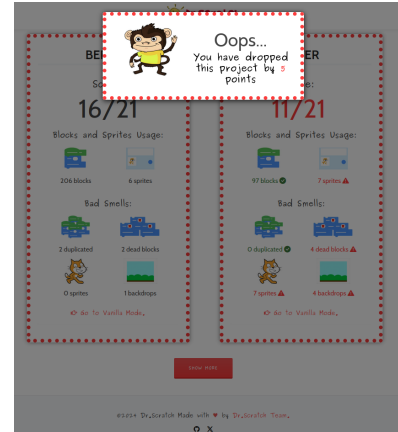 Oops...
You have dropped
this project by 5
points
16/21
Blocks and Sprites Usage:
206 blocks
6 sprites
Bad Smells:
2 duplicated
2 dead blocks
0 sprites
1 backdrops
Go to Vanilla Mode.
11/21
Blocks and Sprites Usage:
97 blocks
7 sprites
Bad Smells:
0 duplicated
4 dead blocks
7 sprites
4 backdrops
Go to Vanilla Mode.
SHOW MORE
©2024 Dr.Scratch Made with ♥ by Dr.Scratch Team.